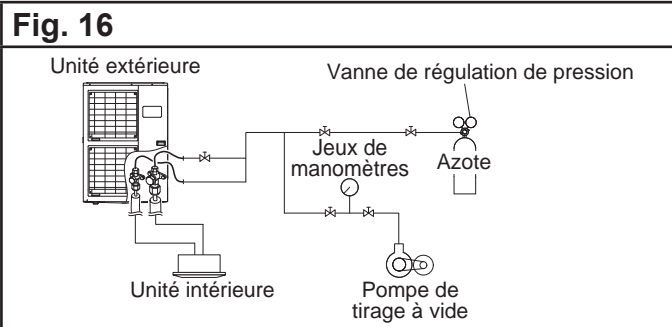 Fig. 16
Unité extérieure
Vanne de régulation de pression
Jeux de
manomètres
Azote
Unité intérieure
Pompe de
tirage à vide